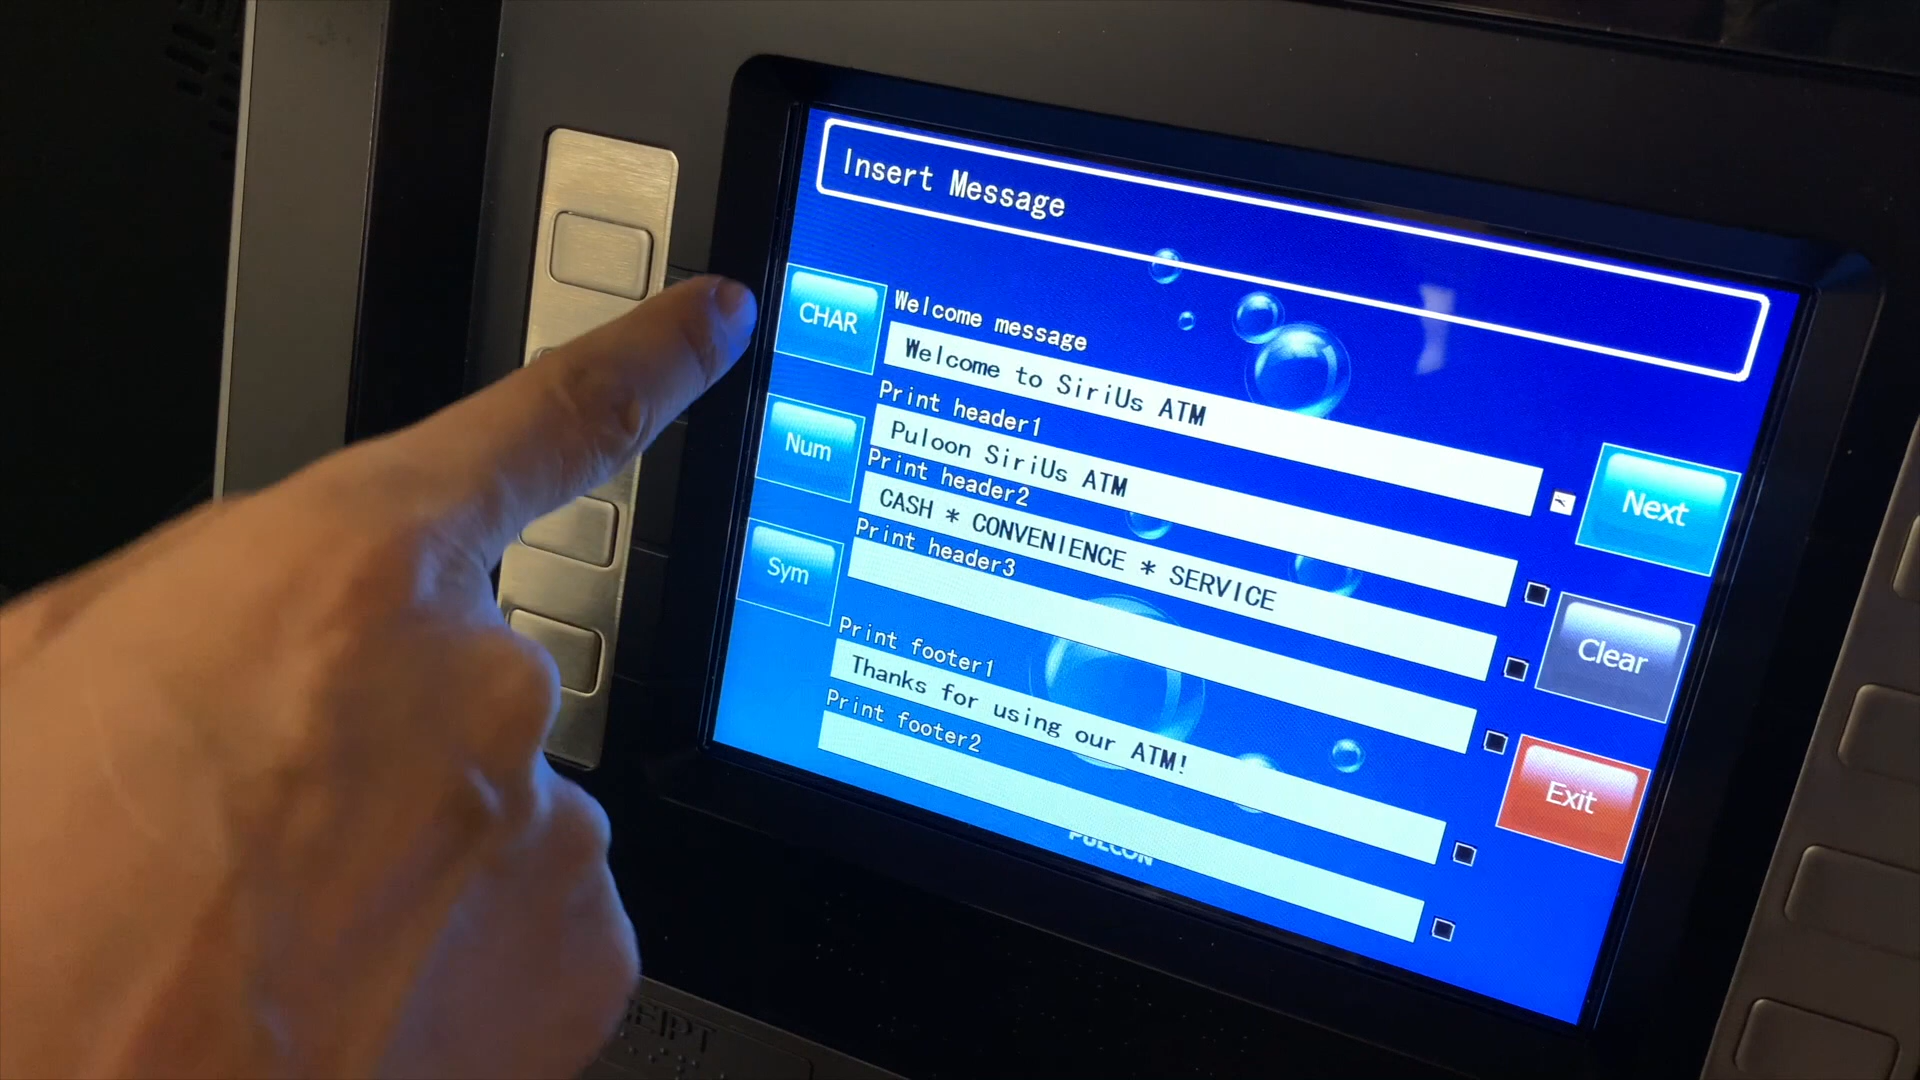 Insert Message
CHAR
Welcome message
Welcome to SiriUs ATM
Print header1
Puloon SiriUs ATM
Num
Print header2
CASH * CONVENIENCE * SERVICE
Next
Print header3
Sym
Clear
Print footer1
Thanks for using our ATM!
Print footer2
Exit